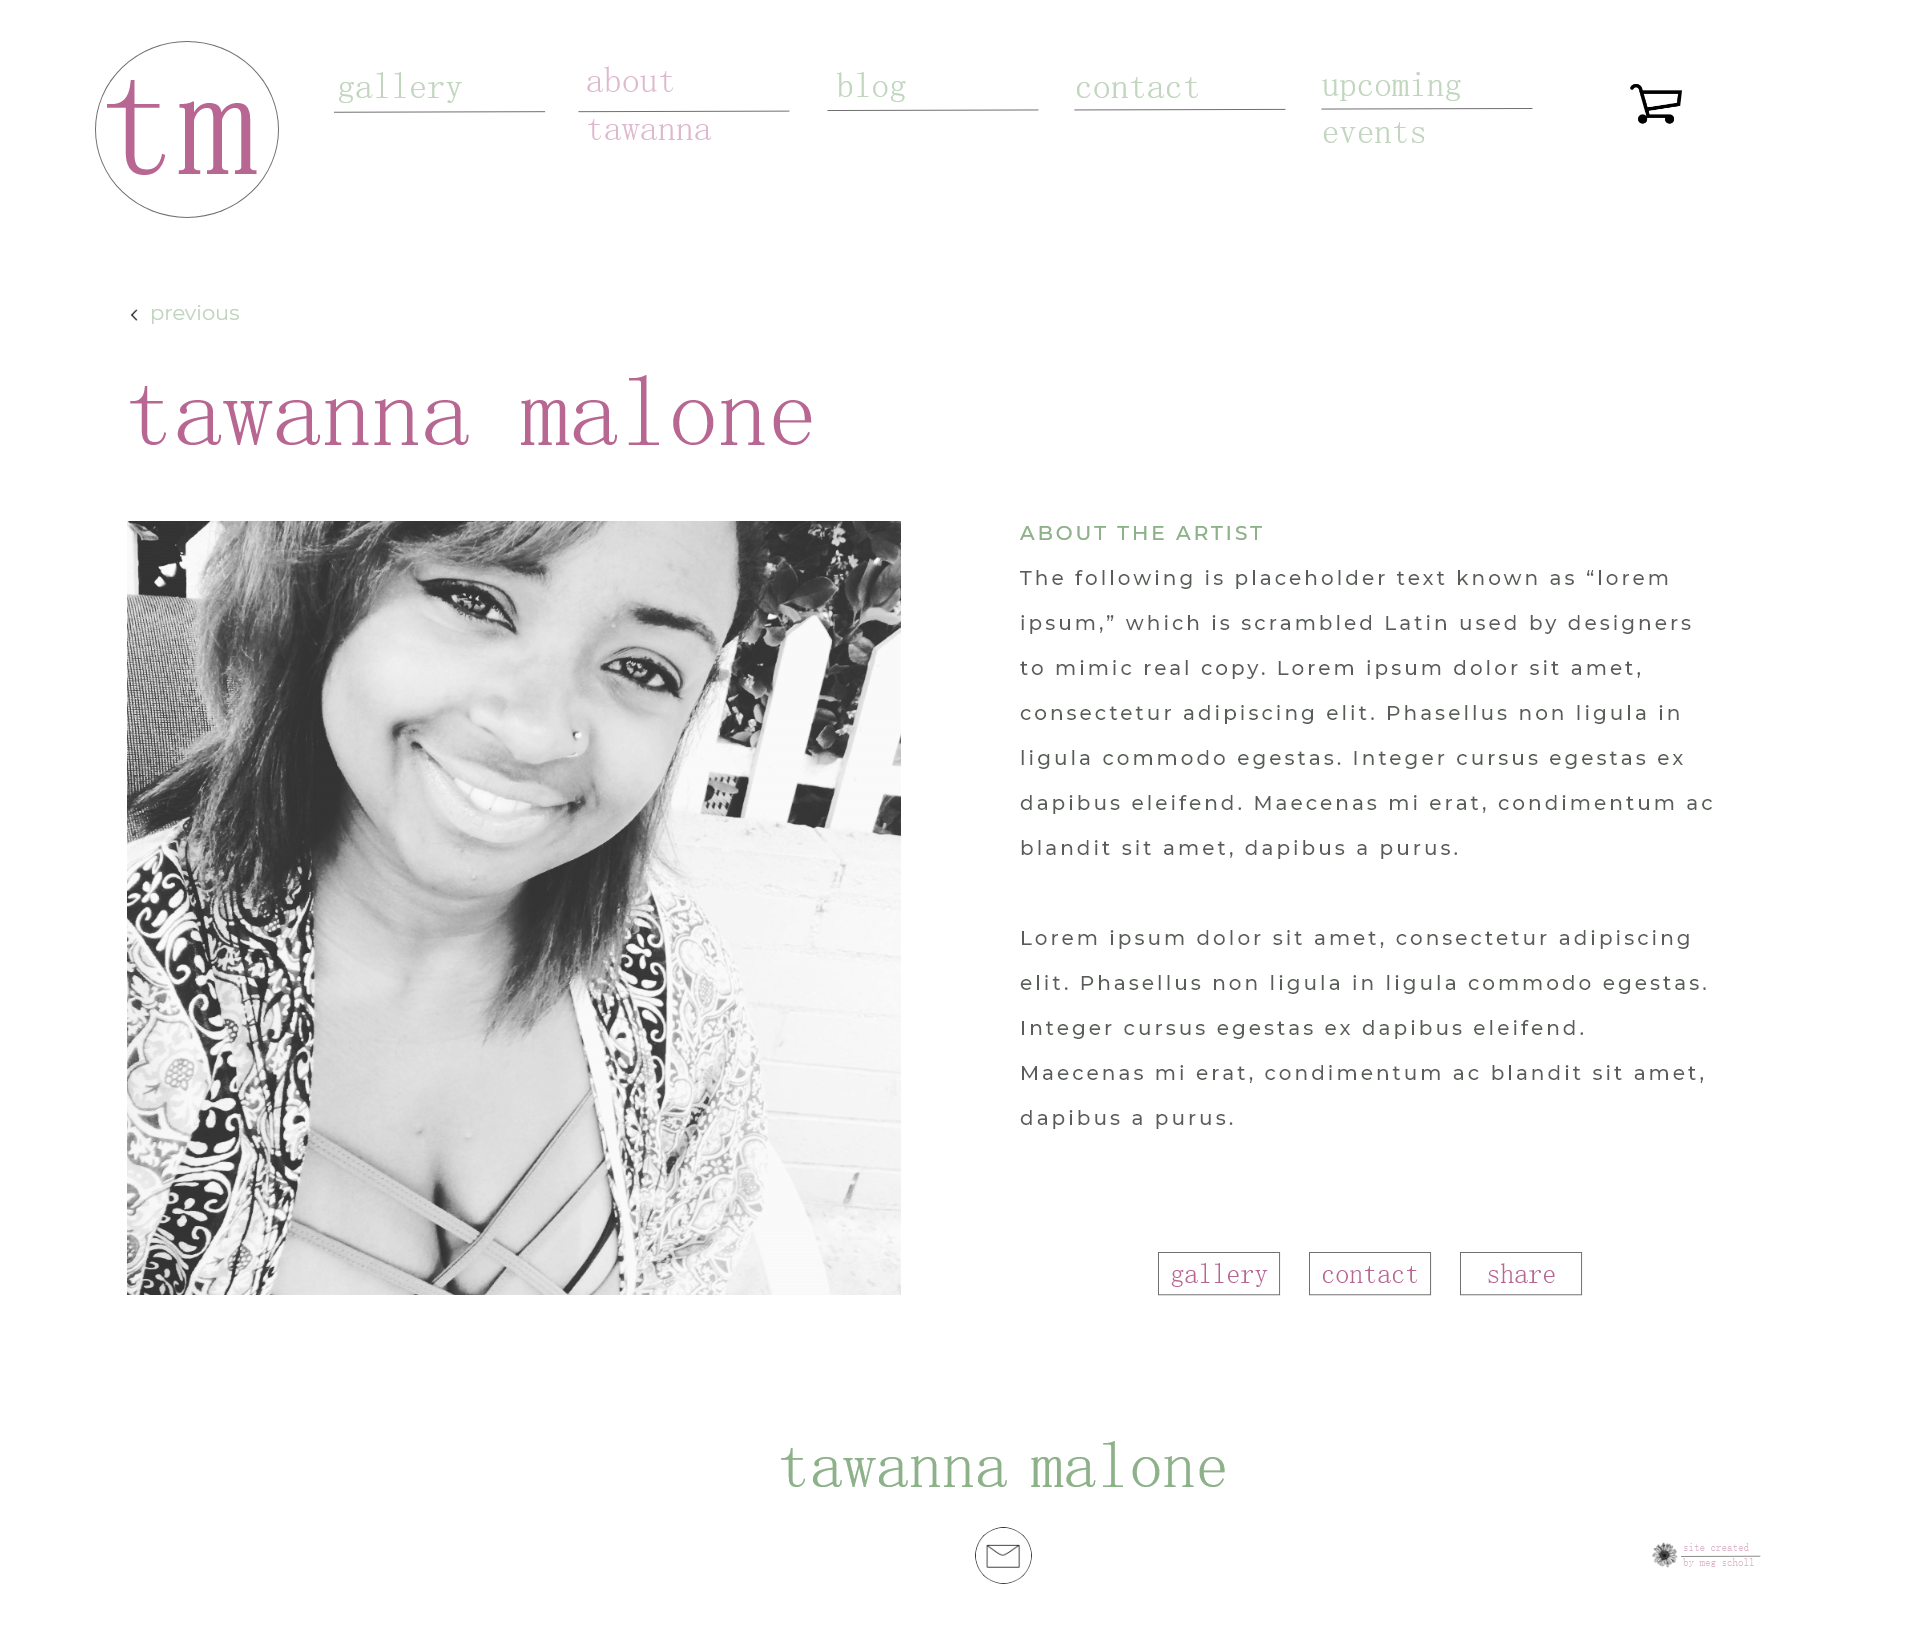 tm
gallery
about
tawanna
blog
contact
upcoming
events
previous
tawanna malone
ABOUT THE ARTIST
The following is placeholder text known as “lorem
ipsum,” which is scrambled Latin used by designers
to mimic real copy. Lorem ipsum dolor sit amet,
consectetur adipiscing elit. Phasellus non ligula in
ligula commodo egestas. Integer cursus egestas ex
dapibus eleifend. Maecenas mi erat, condimentum ac
blandit sit amet, dapibus a purus.
Lorem ipsum dolor sit amet, consectetur adipiscing
elit. Phasellus non ligula in ligula commodo egestas.
Integer cursus egestas ex dapibus eleifend.
Maecenas mi erat, condimentum ac blandit sit amet,
dapibus a purus.
gallery
contact
share
tawanna malone
site created
by meg scholl